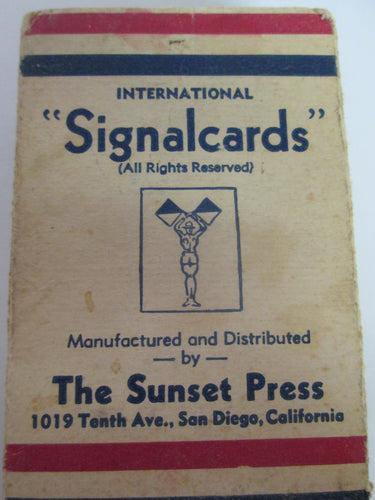 INTERNATIONAL
"Signalcards"
(All Rights Reserved)
Manufactured and Distributed
— by —
The Sunset Press
1019 Tenth Ave., San Diego, California